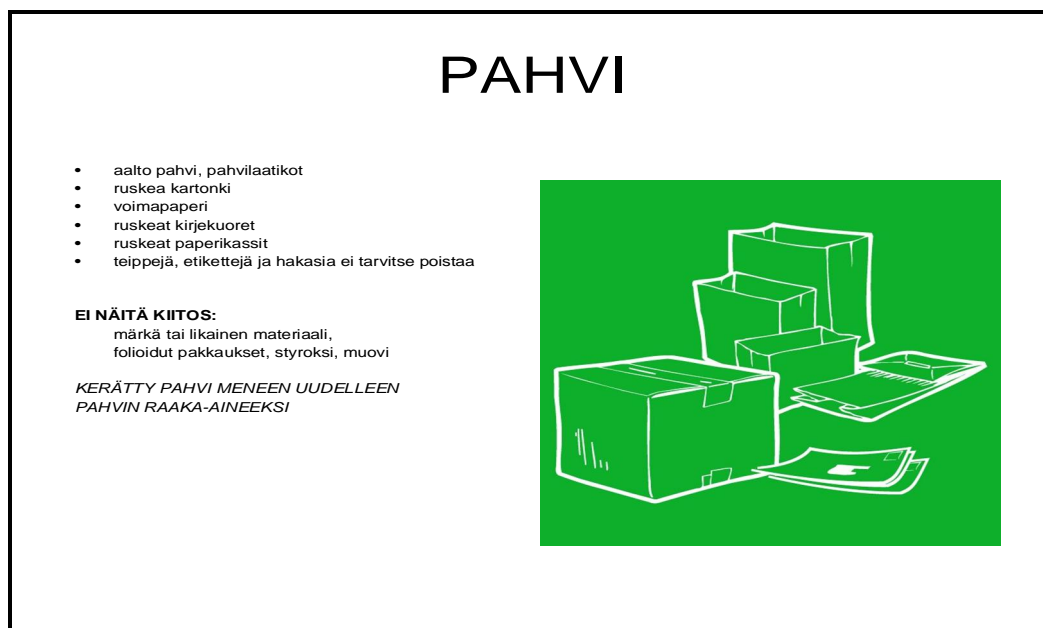 PAHVI
• aalto pahvi, pahvilaatikot
• ruskea kartonki
• voimapaperi
• ruskeat kirjekuoret
• ruskeat paperikassit
• teippejä, etikettejä ja hakasia ei tarvitse poistaa
EI NÄITÄ KIITOS:
märkä tai likainen materiaali,
folioidut pakkaukset, styroksi, muovi
KERÄTTY PAHVI MENEEN UUDELLEEN
PAHVIN RAAKA-AINEEKSI